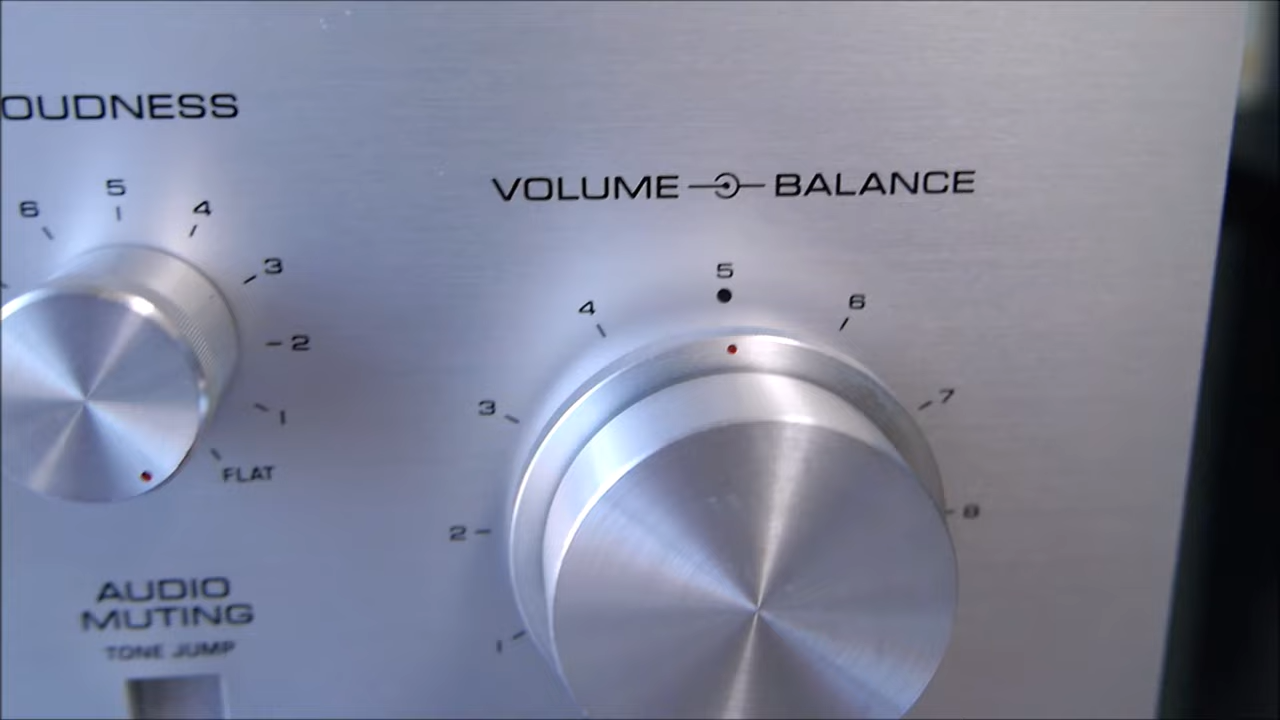 OUDNESS
VOLUME BALANCE
6 5 4 3 2 1 FLAT
1 2 3 4 5 6 7 8
AUDIO
MUTING
TONE JUMP